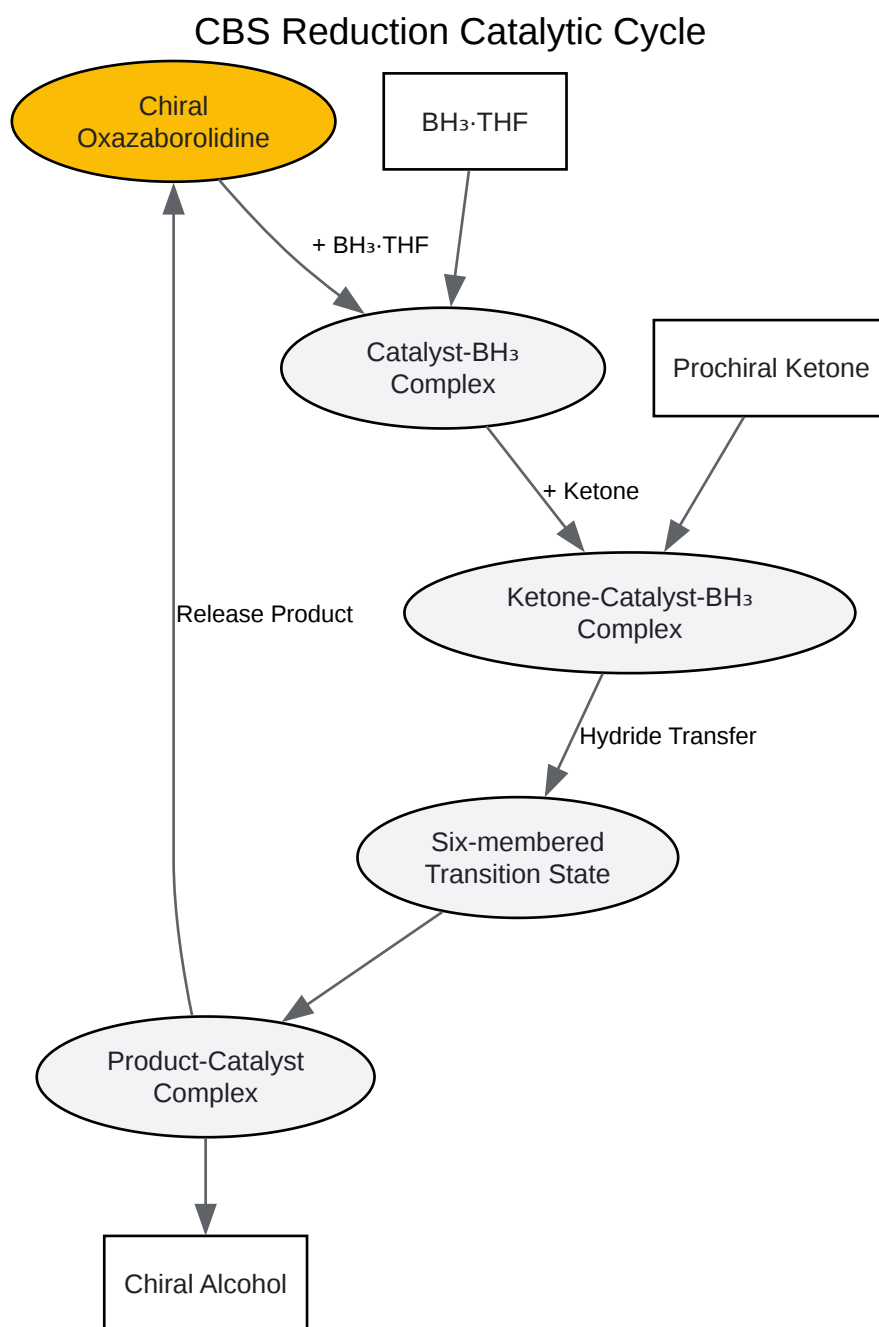 CBS Reduction Catalytic Cycle
Chiral
Oxazaborolidine
BH₃·THF
+ BH₃·THF
Catalyst-BH₃
Complex
Prochiral Ketone
+ Ketone
Ketone-Catalyst-BH₃
Complex
Release Product
Hydride Transfer
Six-membered
Transition State
Product-Catalyst
Complex
Chiral Alcohol